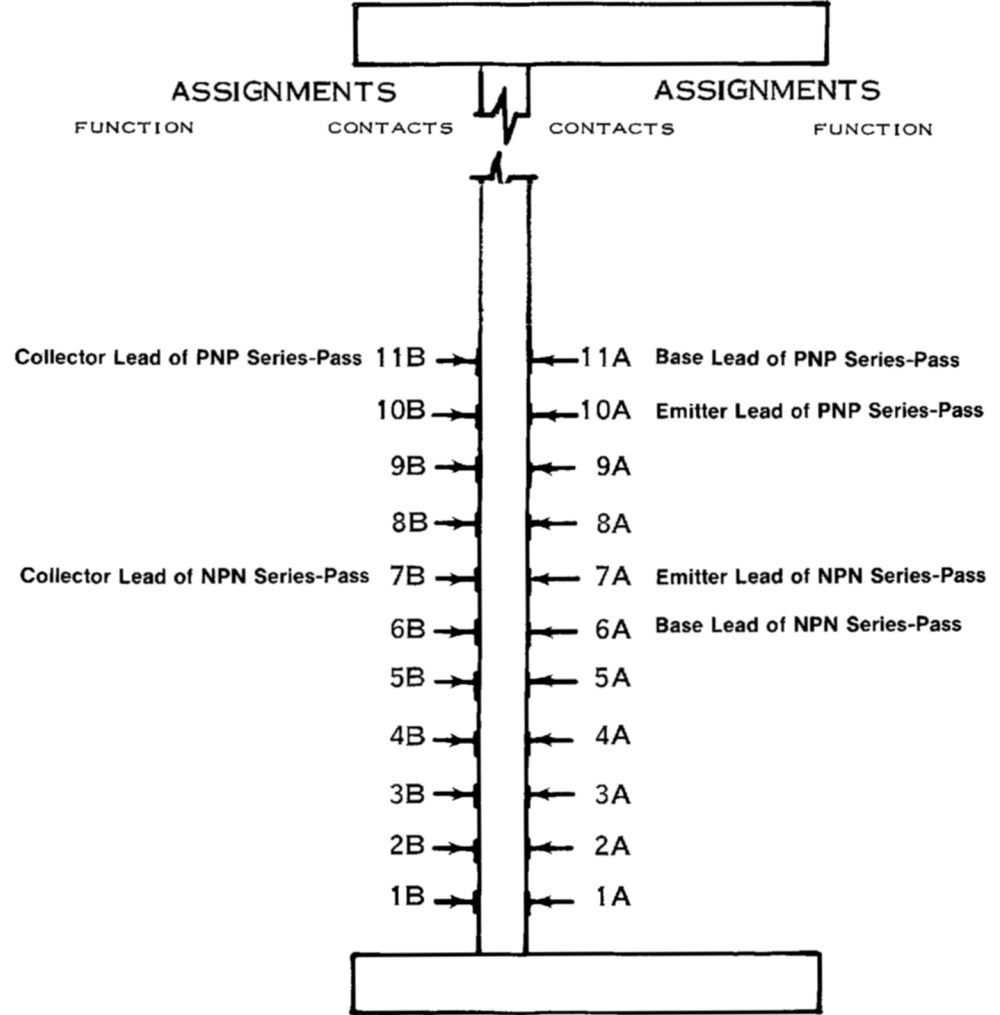 ASSIGNMENTS ASSIGNMENTS
FUNCTION CONTACTS CONTACTS FUNCTION
Collector Lead of PNP Series-Pass 11B 11A Base Lead of PNP Series-Pass
10B 10A Emitter Lead of PNP Series-Pass
9B 9A
8B 8A
Collector Lead of NPN Series-Pass 7B 7A Emitter Lead of NPN Series-Pass
6B 6A Base Lead of NPN Series-Pass
5B 5A
4B 4A
3B 3A
2B 2A
1B 1A